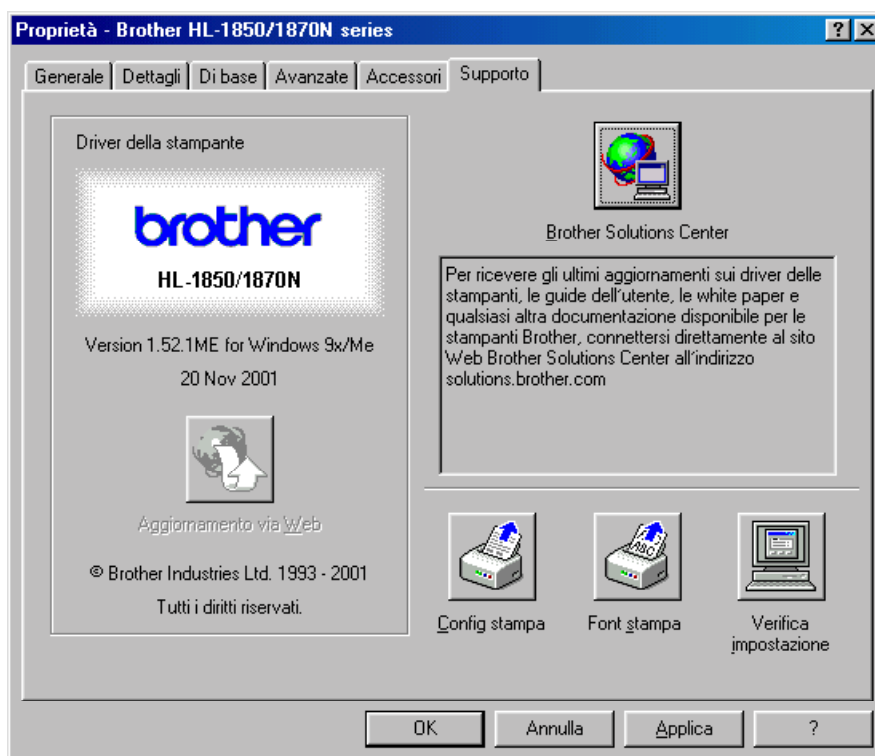 Proprietà - Brother HL-1850/1870N series
Generale
Dettagli
Di base
Avanzate
Accessori
Supporto
Driver della stampante
brother
HL-1850/1870N
Version 1.52.1ME for Windows 9x/Me
20 Nov 2001
Aggiornamento via Web
© Brother Industries Ltd. 1993 - 2001
Tutti i diritti riservati.
Brother Solutions Center
Per ricevere gli ultimi aggiornamenti sui driver delle
stampanti, le guide dell'utente, le white paper e
qualsiasi altra documentazione disponibile per le
stampanti Brother, connettersi direttamente al sito
Web Brother Solutions Center all'indirizzo
solutions.brother.com
Config stampa
Font stampa
ABC
Verifica
impostazione
OK
Annulla
Applica
?